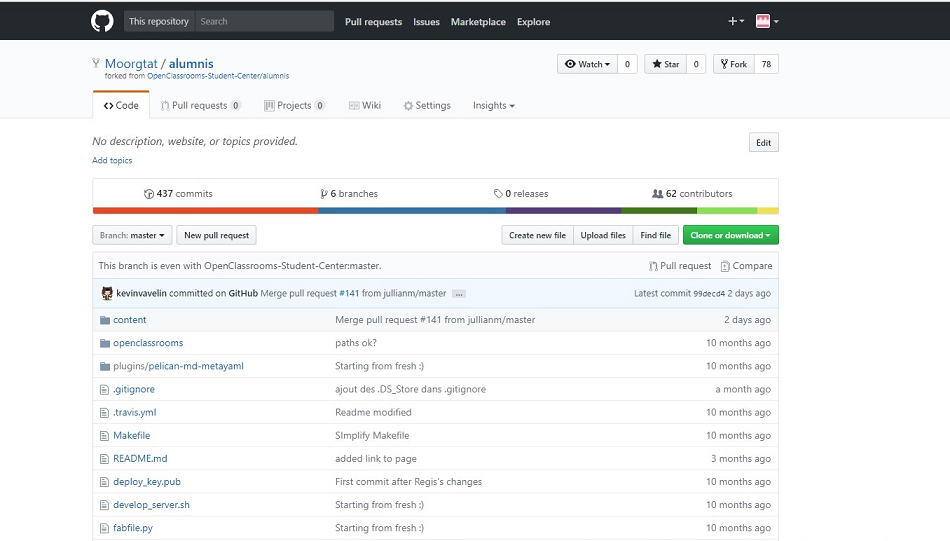 This repository Search Pull requests Issues Marketplace Explore
Moorgtat / alumnis Watch 0 Star 0 Fork 78
forked from OpenClassrooms-Student-Center/alumnis
Code Pull requests 0 Projects 0 Wiki Settings Insights
No description, website, or topics provided. Edit
Add topics
437 commits 6 branches 0 releases 62 contributors
Branch: master New pull request Create new file Upload files Find file Clone or download
This branch is even with OpenClassrooms-Student-Center:master. Pull request Compare
kevinvavelin committed on GitHub Merge pull request #141 from jullianm/master ... Latest commit 99decd4 2 days ago
content Merge pull request #141 from jullianm/master 2 days ago
openclassrooms paths ok? 10 months ago
plugins/pelican-md-metayaml Starting from fresh :) 10 months ago
.gitignore ajout des .DS_Store dans .gitignore a month ago
.travis.yml Readme modified 10 months ago
Makefile SImplify Makefile 10 months ago
README.md added link to page 3 months ago
deploy_key.pub First commit after Regis's changes 10 months ago
develop_server.sh Starting from fresh :) 10 months ago
fabfile.py Starting from fresh :) 10 months ago